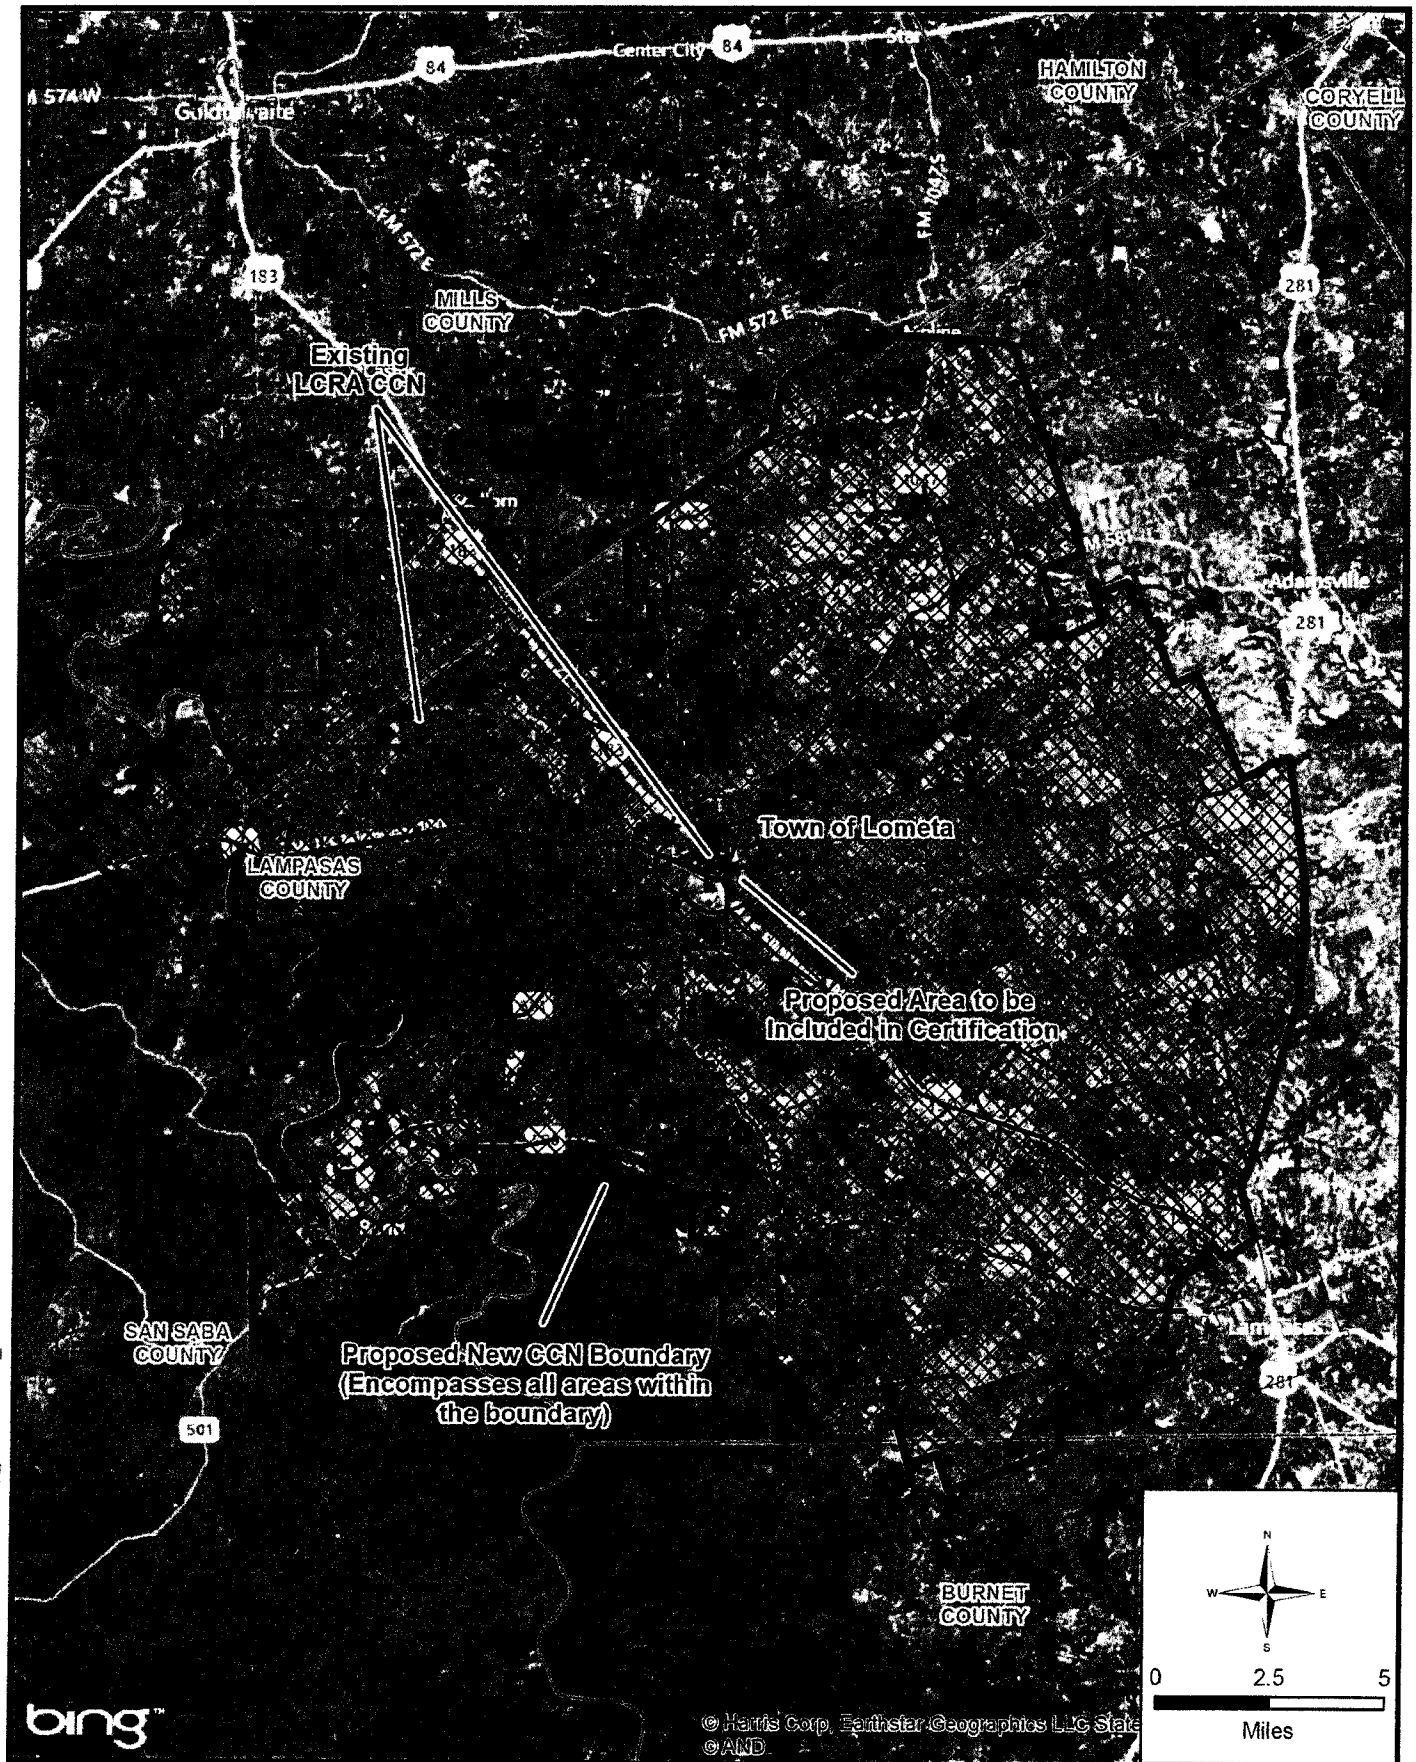 84
Center City
84
Star
HAMILTON
COUNTY
CORYELL
COUNTY
M 574 W
FM 572 E
FM 1047 S
183
MILLS
COUNTY
281
FM 572 E
Existing
LCRA CCN
Adamsville
281
Town of Lometa
LAMPASAS
COUNTY
Proposed Area to be
Included in Certification
SAN SABA
COUNTY
Proposed New CCN Boundary
(Encompasses all areas within
the boundary)
281
501
N
W
E
S
BURNET
COUNTY
0
2.5
5
Miles
bing™
© Harris Corp, Earthstar Geographics LLC State
© AND